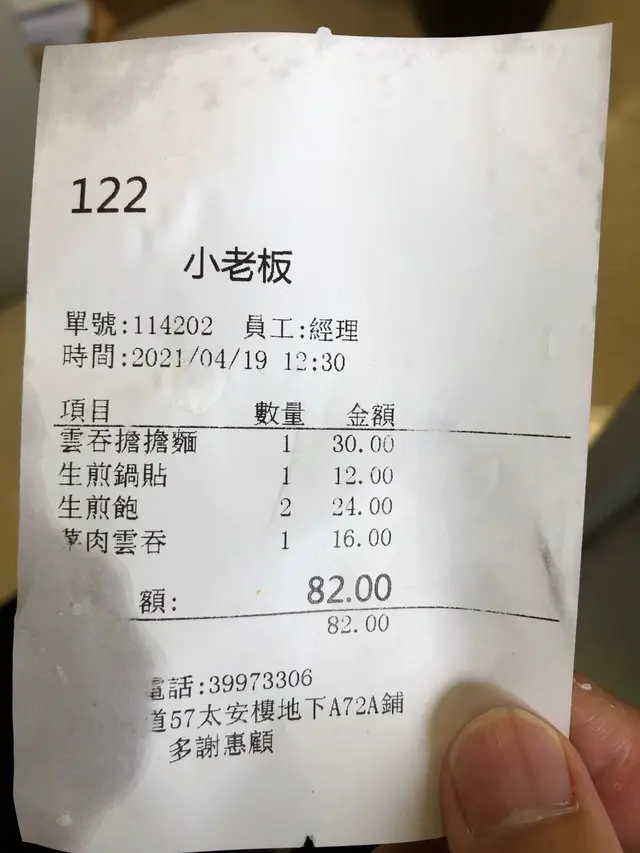 122
小老板
單號:114202 員工:經理
時間:2021/04/19 12:30
項目 數量 金額
雲吞擔擔麵 1 30.00
生煎鍋貼 1 12.00
生煎飽 2 24.00
菜肉雲吞 1 16.00
額: 82.00
82.00
電話:39973306
道57太安樓地下A72A鋪
多謝惠顧